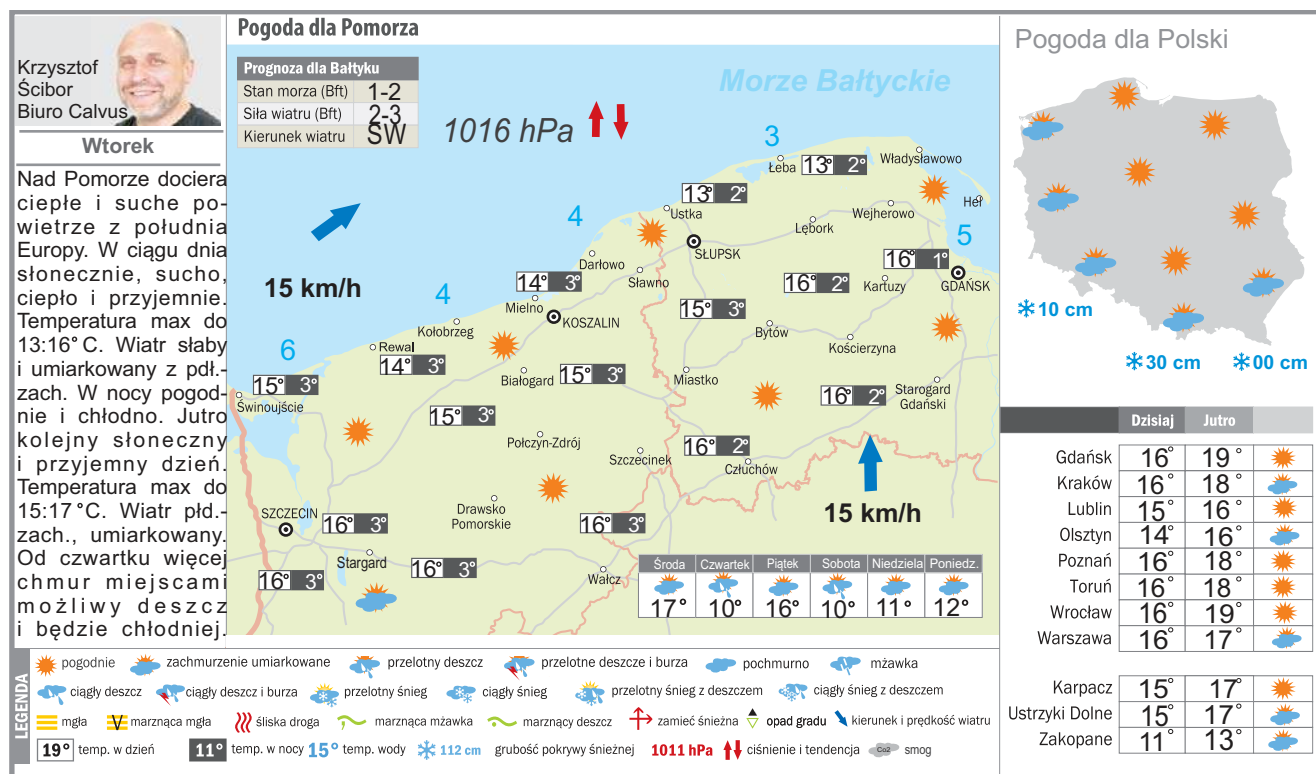 Krzysztof
Ścibor
Biuro Calvus
Wtorek
Nad Pomorze dociera
ciepłe i suche po-
wietrze z południa
Europy. W ciągu dnia
słonecznie, sucho,
ciepło i przyjemnie.
Temperatura max do
13:16°C. Wiatr słaby
i umiarkowany z pdł.-
zach. W nocy pogod-
nie i chłodno. Jutro
kolejny słoneczny
i przyjemny dzień.
Temperatura max do
15:17°C. Wiatr płd.-
zach., umiarkowany.
Od czwartku więcej
chmur miejscami
możliwy deszcz
i będzie chłodniej.
Pogoda dla Pomorza
Prognoza dla Bałtyku
Stan morza (Bft) 1-2
Siła wiatru (Bft) 2-3
Kierunek wiatru SW
1016 hPa
Morze Bałtyckie
3
Łeba 13° 2°
Władysławowo
Hel
13° 2°
Ustka
Wejherowo
Lębork
4
SŁUPSK
5
16° 1°
GDAŃSK
Darłowo
Sławno
14° 3°
16° 2°
Kartuzy
15 km/h
4
Mielno
KOSZALIN
15° 3°
Bytów
Kołobrzeg
Kościerzyna
Rewal
14° 3°
6
15° 3°
Świnoujście
Białogard
15° 3°
Miastko
Starogard
Gdański
16° 2°
15° 3°
Połczyn-Zdrój
Szczecinek
16° 2°
Człuchów
Drawsko
Pomorskie
15 km/h
SZCZECIN
16° 3°
16° 3°
Stargard
16° 3°
16° 3°
Wałcz
Środa Czwartek Piątek Sobota Niedziela Poniedz.
17° 10° 16° 10° 11° 12°
Pogoda dla Polski
10 cm
30 cm
00 cm
Dzisiaj Jutro
Gdańsk 16° 19°
Kraków 16° 18°
Lublin 15° 16°
Olsztyn 14° 16°
Poznań 16° 18°
Toruń 16° 18°
Wrocław 16° 19°
Warszawa 16° 17°
Karpacz 15° 17°
Ustrzyki Dolne 15° 17°
Zakopane 11° 13°
LEGENDA
pogodnie zachmurzenie umiarkowane przelotny deszcz przelotne deszcze i burza pochmurno mżawka
ciągły deszcz ciągły deszcz i burza przelotny śnieg ciągły śnieg przelotny śnieg z deszczem ciągły śnieg z deszczem
mgła marznąca mgła śliska droga marznąca mżawka marznący deszcz zamieć śnieżna opad gradu kierunek i prędkość wiatru
19° temp. w dzień 11° temp. w nocy 15° temp. wody 112 cm grubość pokrywy śnieżnej 1011 hPa ciśnienie i tendencja Co2 smog